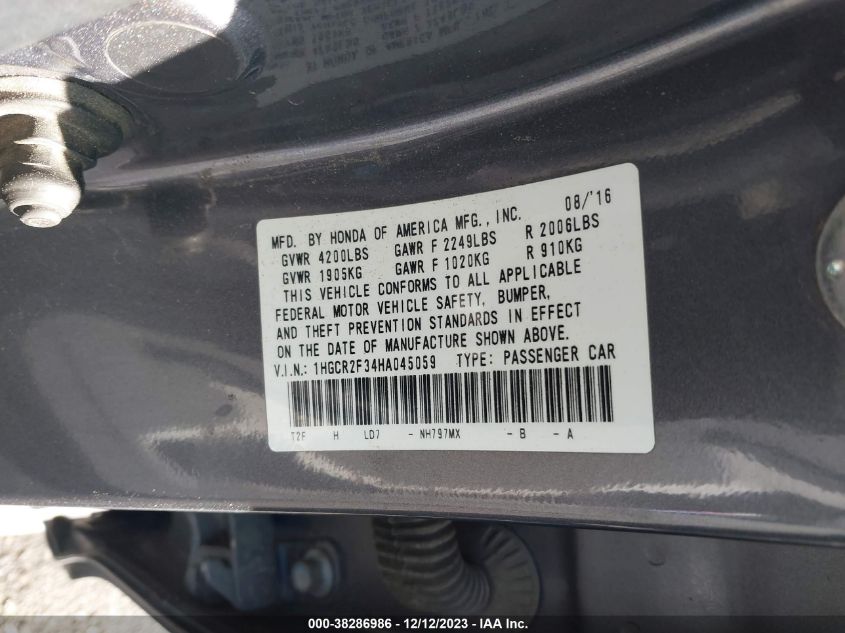 MFD. BY HONDA OF AMERICA MFG., INC. 08/'16
GVWR 4200LBS GAWR F 2249LBS R 2006LBS
GVWR 1905KG GAWR F 1020KG R 910KG
THIS VEHICLE CONFORMS TO ALL APPLICABLE
FEDERAL MOTOR VEHICLE SAFETY, BUMPER,
AND THEFT PREVENTION STANDARDS IN EFFECT
ON THE DATE OF MANUFACTURE SHOWN ABOVE.
V.I.N.: 1HGCR2F34HA045059 TYPE: PASSENGER CAR
T2F H LD7 - NH797MX - B - A
000-38286986 - 12/12/2023 - IAA Inc.